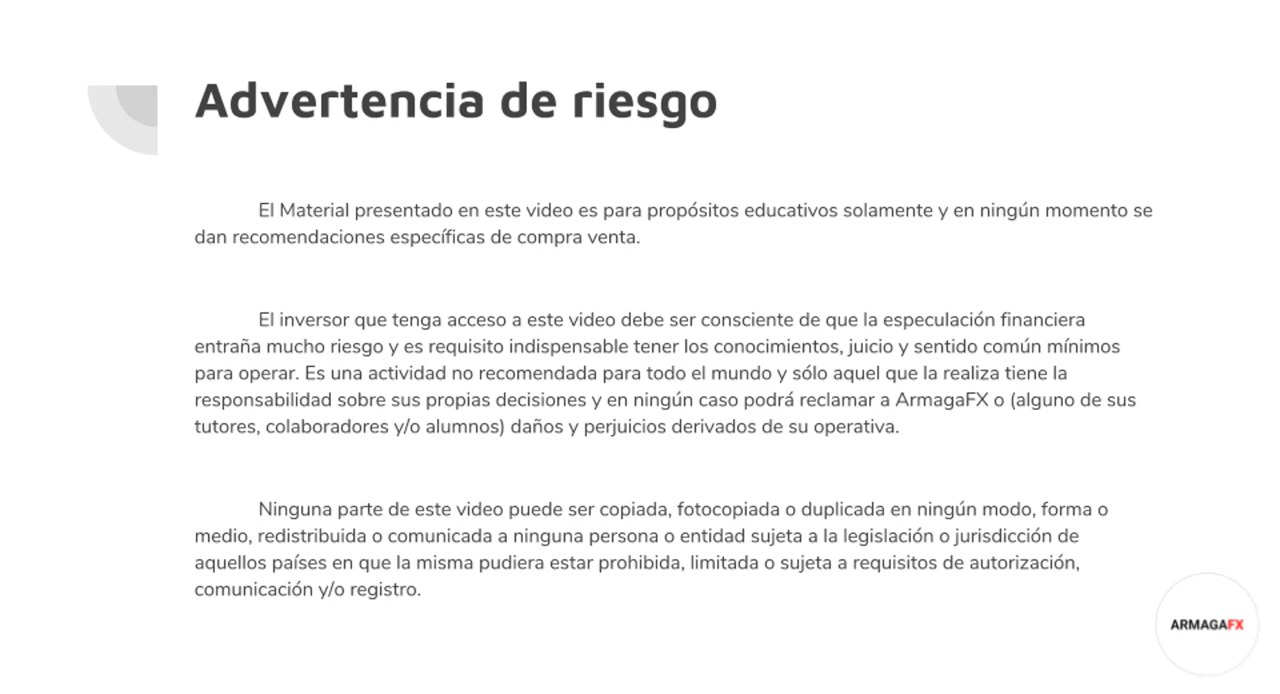 Advertencia de riesgo
El Material presentado en este video es para propósitos educativos solamente y en ningún momento se
dan recomendaciones específicas de compra venta.
El inversor que tenga acceso a este video debe ser consciente de que la especulación financiera
entraña mucho riesgo y es requisito indispensable tener los conocimientos, juicio y sentido común mínimos
para operar. Es una actividad no recomendada para todo el mundo y sólo aquel que la realiza tiene la
responsabilidad sobre sus propias decisiones y en ningún caso podrá reclamar a ArmagaFX o (alguno de sus
tutores, colaboradores y/o alumnos) daños y perjuicios derivados de su operativa.
Ninguna parte de este video puede ser copiada, fotocopiada o duplicada en ningún modo, forma o
medio, redistribuida o comunicada a ninguna persona o entidad sujeta a la legislación o jurisdicción de
aquellos países en que la misma pudiera estar prohibida, limitada o sujeta a requisitos de autorización,
comunicación y/o registro.
ARMAGAFX